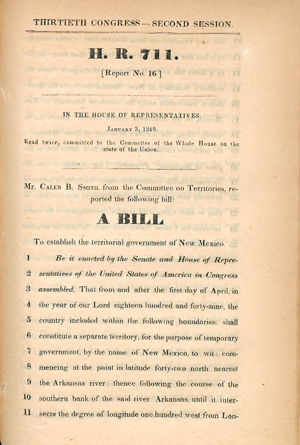 THIRTIETH CONGRESS—SECOND SESSION.
H. R. 711.
[Report No. 16.]
IN THE HOUSE OF REPRESENTATIVES.
January 3, 1849.
Read twice, committed to the Committee of the Whole House on the
state of the Union.
Mr. Caleb B. Smith, from the Committee on Territories, re-
ported the following bill:
A BILL
To establish the territorial government of New Mexico.
1 Be it enacted by the Senate and House of Repre-
2 sentatives of the United States of America in Congress
3 assembled, That from and after the first day of April, in
4 the year of our Lord eighteen hundred and forty-nine, the
5 country included within the following boundaries shall
6 constitute a separate territory, for the purpose of temporary
7 government, by the name of New Mexico, to wit: com-
8 mencing at the point in latitude forty-two north nearest
9 the Arkansas river: thence following the course of the
10 southern bank of the said river Arkansas, until it inter-
11 sects the degree of longitude one hundred west from Lon-